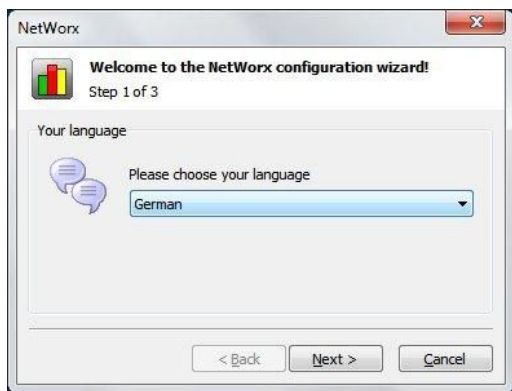 NetWorx
Welcome to the NetWorx configuration wizard!
Step 1 of 3
Your language
Please choose your language
German
< Back
Next >
Cancel